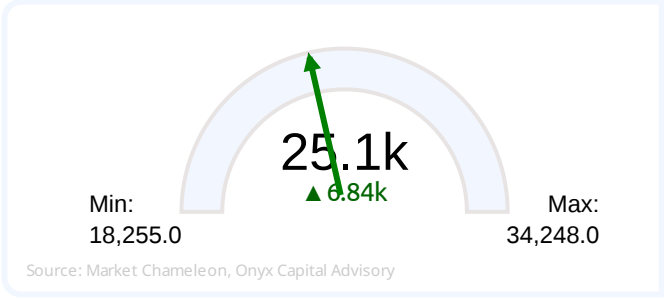 25.1k
▲6.84k
Min:
18,255.0
Max:
34,248.0
Source: Market Chameleon, Onyx Capital Advisory